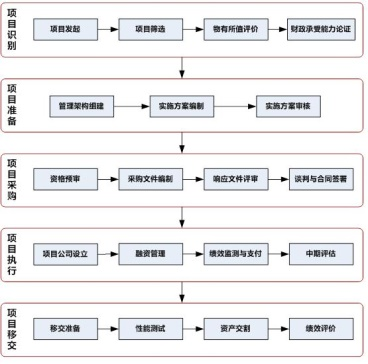 项目识别
项目发起
项目筛选
物有所值评价
财政承受能力论证
项目准备
管理架构组建
实施方案编制
实施方案审核
项目采购
资格预审
采购文件编制
响应文件评审
谈判与合同签署
项目执行
项目公司设立
融资管理
绩效监测与支付
中期评估
项目移交
移交准备
性能测试
资产交割
绩效评价